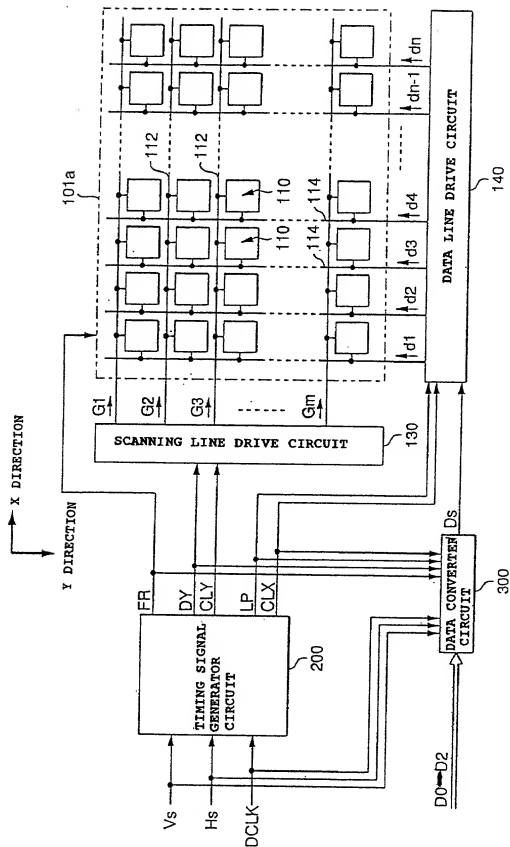 X DIRECTION
Y DIRECTION
101a
112
112
110
110
114
114
G1
G2
G3
Gm
SCANNING LINE DRIVE CIRCUIT
130
d1
d2
d3
d4
dn-1
dn
DATA LINE DRIVE CIRCUIT
140
FR
DY
CLY
LP
CLX
TIMING SIGNAL
GENERATOR
CIRCUIT
200
Vs
Hs
DCLK
Ds
DATA CONVERTER
CIRCUIT
300
D0↔D2